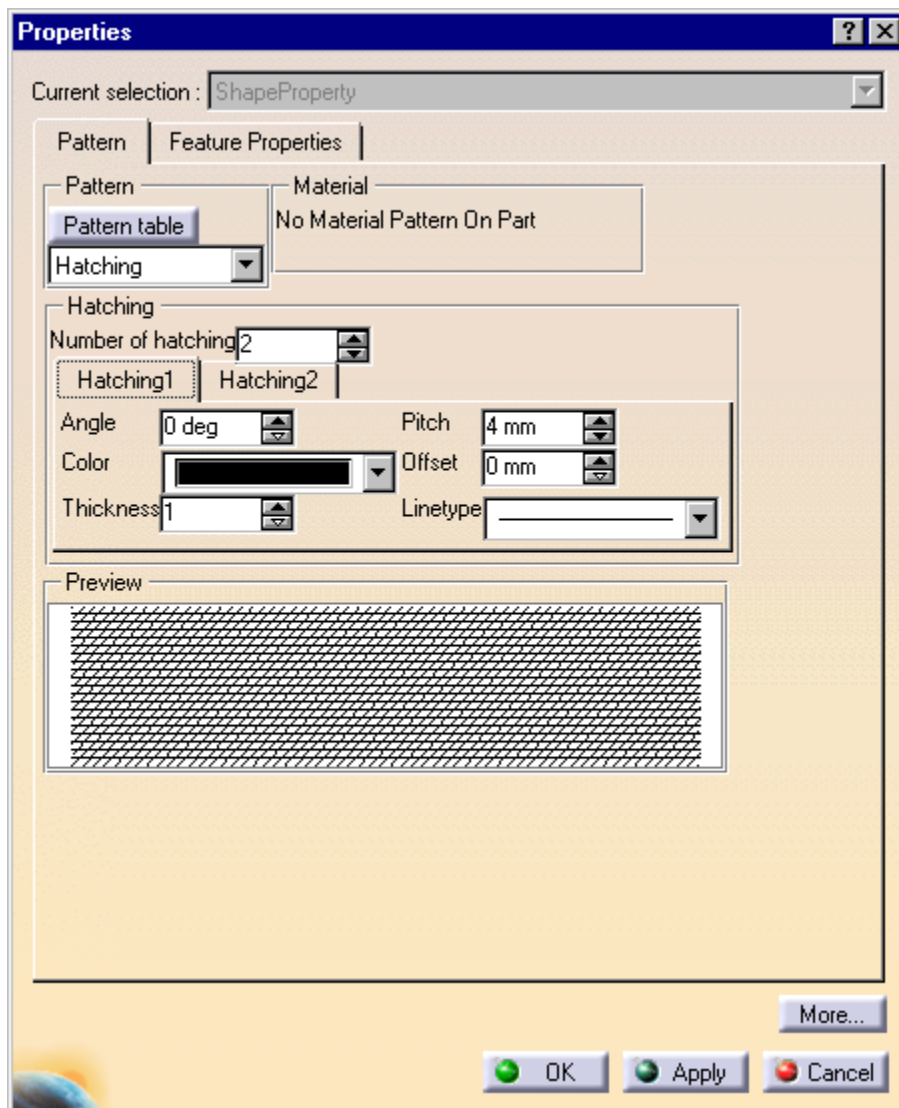 Properties
Current selection : ShapeProperty
Pattern Feature Properties
Pattern Material
Pattern table No Material Pattern On Part
Hatching
Hatching
Number of hatching 2
Hatching1 Hatching2
Angle 0 deg Pitch 4 mm
Color Offset 0 mm
Thickness 1 Linetype
Preview
More...
OK Apply Cancel